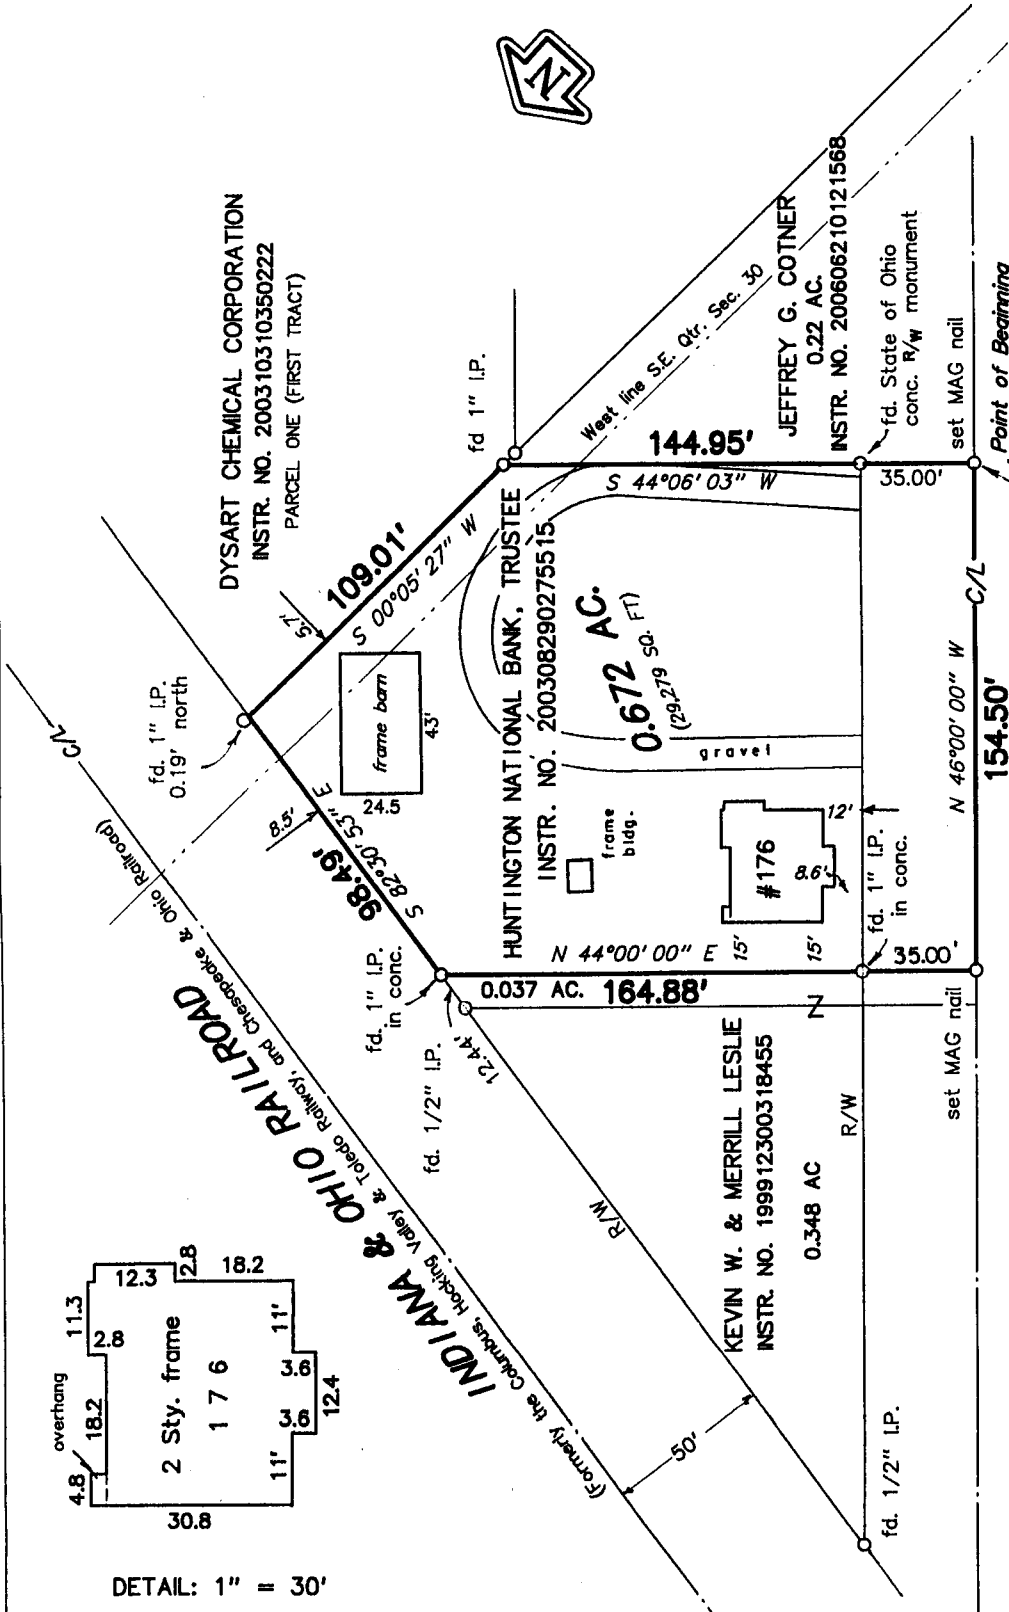 N
DYSART CHEMICAL CORPORATION
INSTR. NO. 200310310350222
PARCEL ONE (FIRST TRACT)
fd. 1" I.P.
0.19' north
C/L
5.7'
109.01'
S 00°05' 27" W
fd 1" I.P.
West line S.E. Qtr. Sec. 30
JEFFREY G. COTNER
0.22 AC.
INSTR. NO. 200606210121568
fd. State of Ohio
conc. R/W monument
144.95'
S 44°06' 03" W
35.00'
set MAG nail
Point of Beginning
8.5'
98.49'
S 82°30' 53" E
frame barn
43'
24.5
HUNTINGTON NATIONAL BANK, TRUSTEE
INSTR. NO. 200308290275515
0.672 AC.
(29,279 SQ. FT)
gravel
frame
bldg.
#176
12'
8.6'
15'
15'
fd. 1" I.P.
in conc.
35.00'
N 46°00' 00" W
154.50'
C/L
N 44°00' 00" E
164.88'
0.037 AC.
fd. 1" I.P.
in conc.
fd. 1/2" I.P.
12.44'
Z
set MAG nail
INDIANA & OHIO RAILROAD
(Formerly the Columbus, Hocking Valley & Toledo Railway, and Chesapeake & Ohio Railroad)
R/W
R/W
KEVIN W. & MERRILL LESLIE
INSTR. NO. 199912300318455
0.348 AC
50'
fd. 1/2" I.P.
overhang
4.8
18.2
2.8
11.3
12.3
2.8
18.2
2 Sty. frame
1 7 6
11'
3.6
12.4
3.6
11'
30.8
DETAIL: 1" = 30'